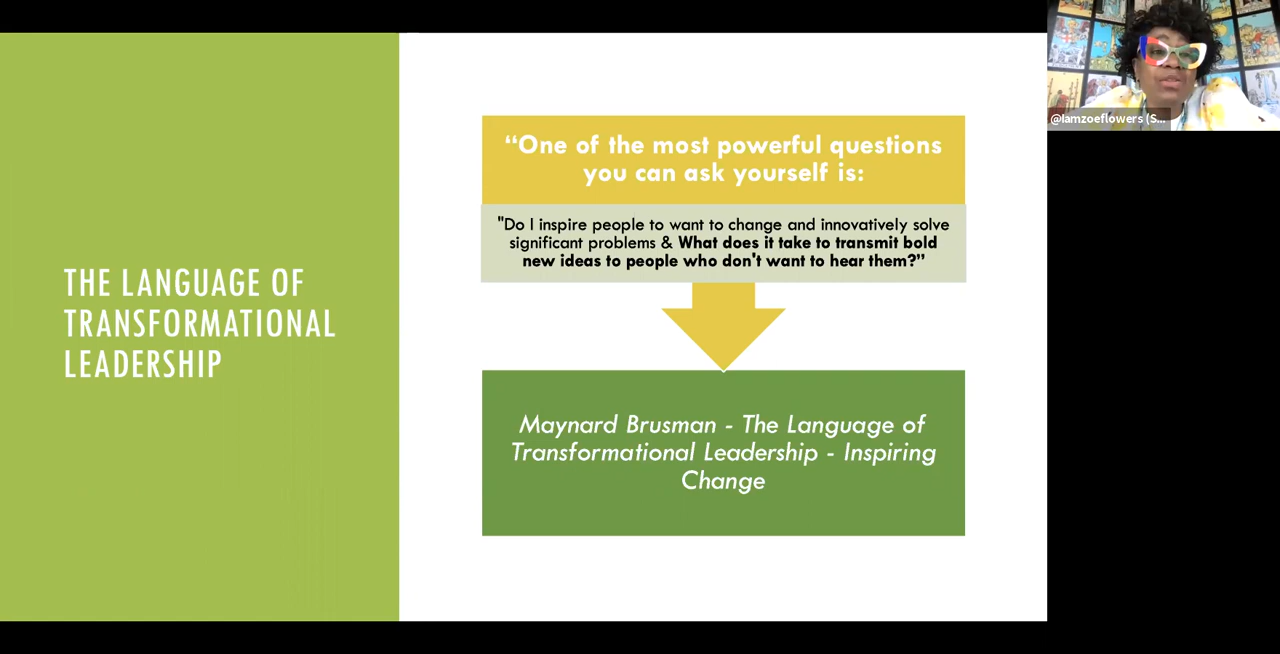 THE LANGUAGE OF
TRANSFORMATIONAL
LEADERSHIP
“One of the most powerful questions
you can ask yourself is:
"Do I inspire people to want to change and innovatively solve
significant problems & What does it take to transmit bold
new ideas to people who don't want to hear them?”
Maynard Brusman - The Language of
Transformational Leadership - Inspiring
Change
@Iamzoeflowers (S...